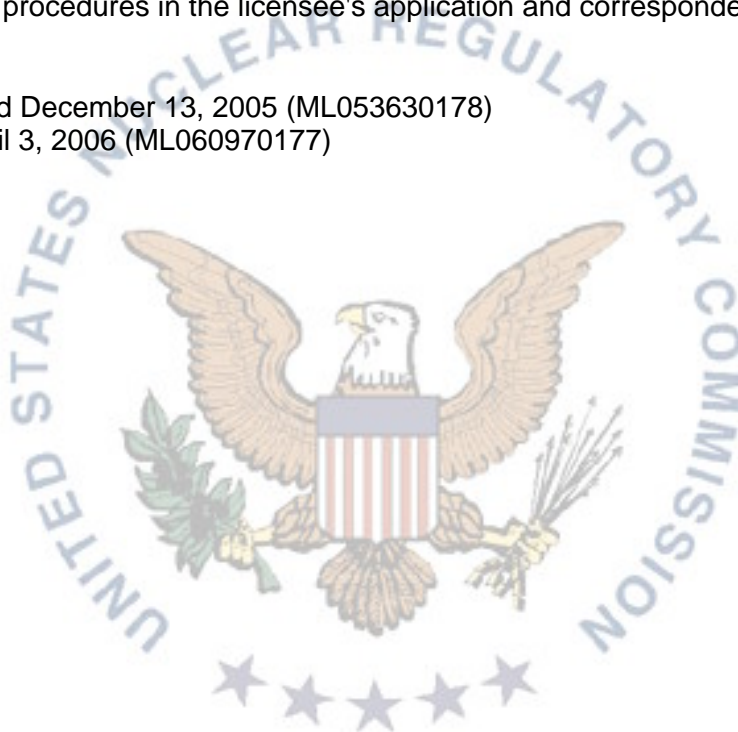 procedures in the licensee's application and corresponde
d December 13, 2005 (ML053630178)
il 3, 2006 (ML060970177)
UNITED STATES NUCLEAR REGULATORY COMMISSION